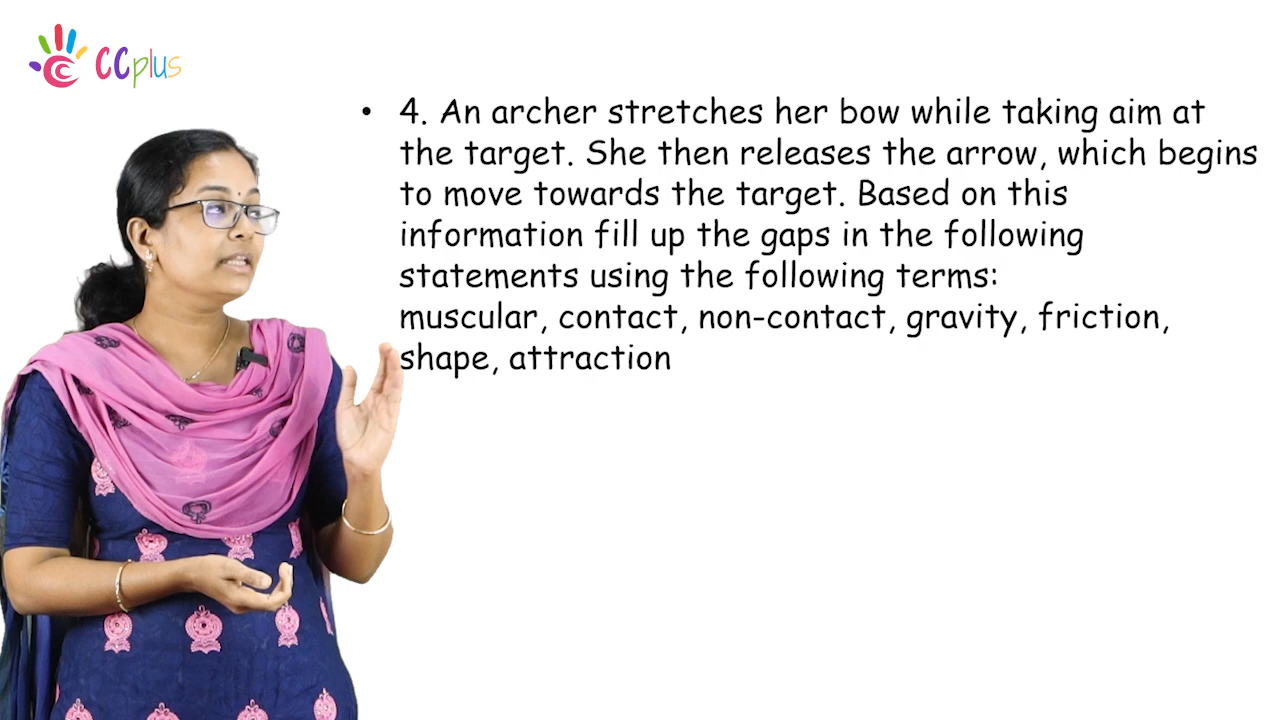 CCplus
• 4. An archer stretches her bow while taking aim at
the target. She then releases the arrow, which begins
to move towards the target. Based on this
information fill up the gaps in the following
statements using the following terms:
muscular, contact, non-contact, gravity, friction,
shape, attraction